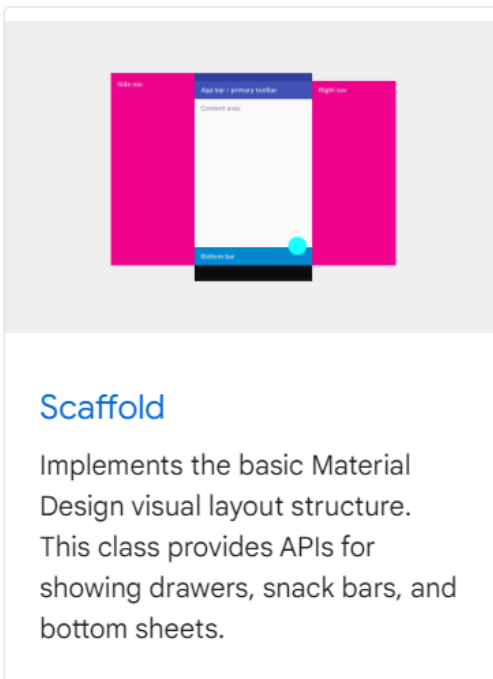 Side nav
App bar / primary toolbar
Right nav
Content area:
Bottom bar
Scaffold
Implements the basic Material
Design visual layout structure.
This class provides APIs for
showing drawers, snack bars, and
bottom sheets.